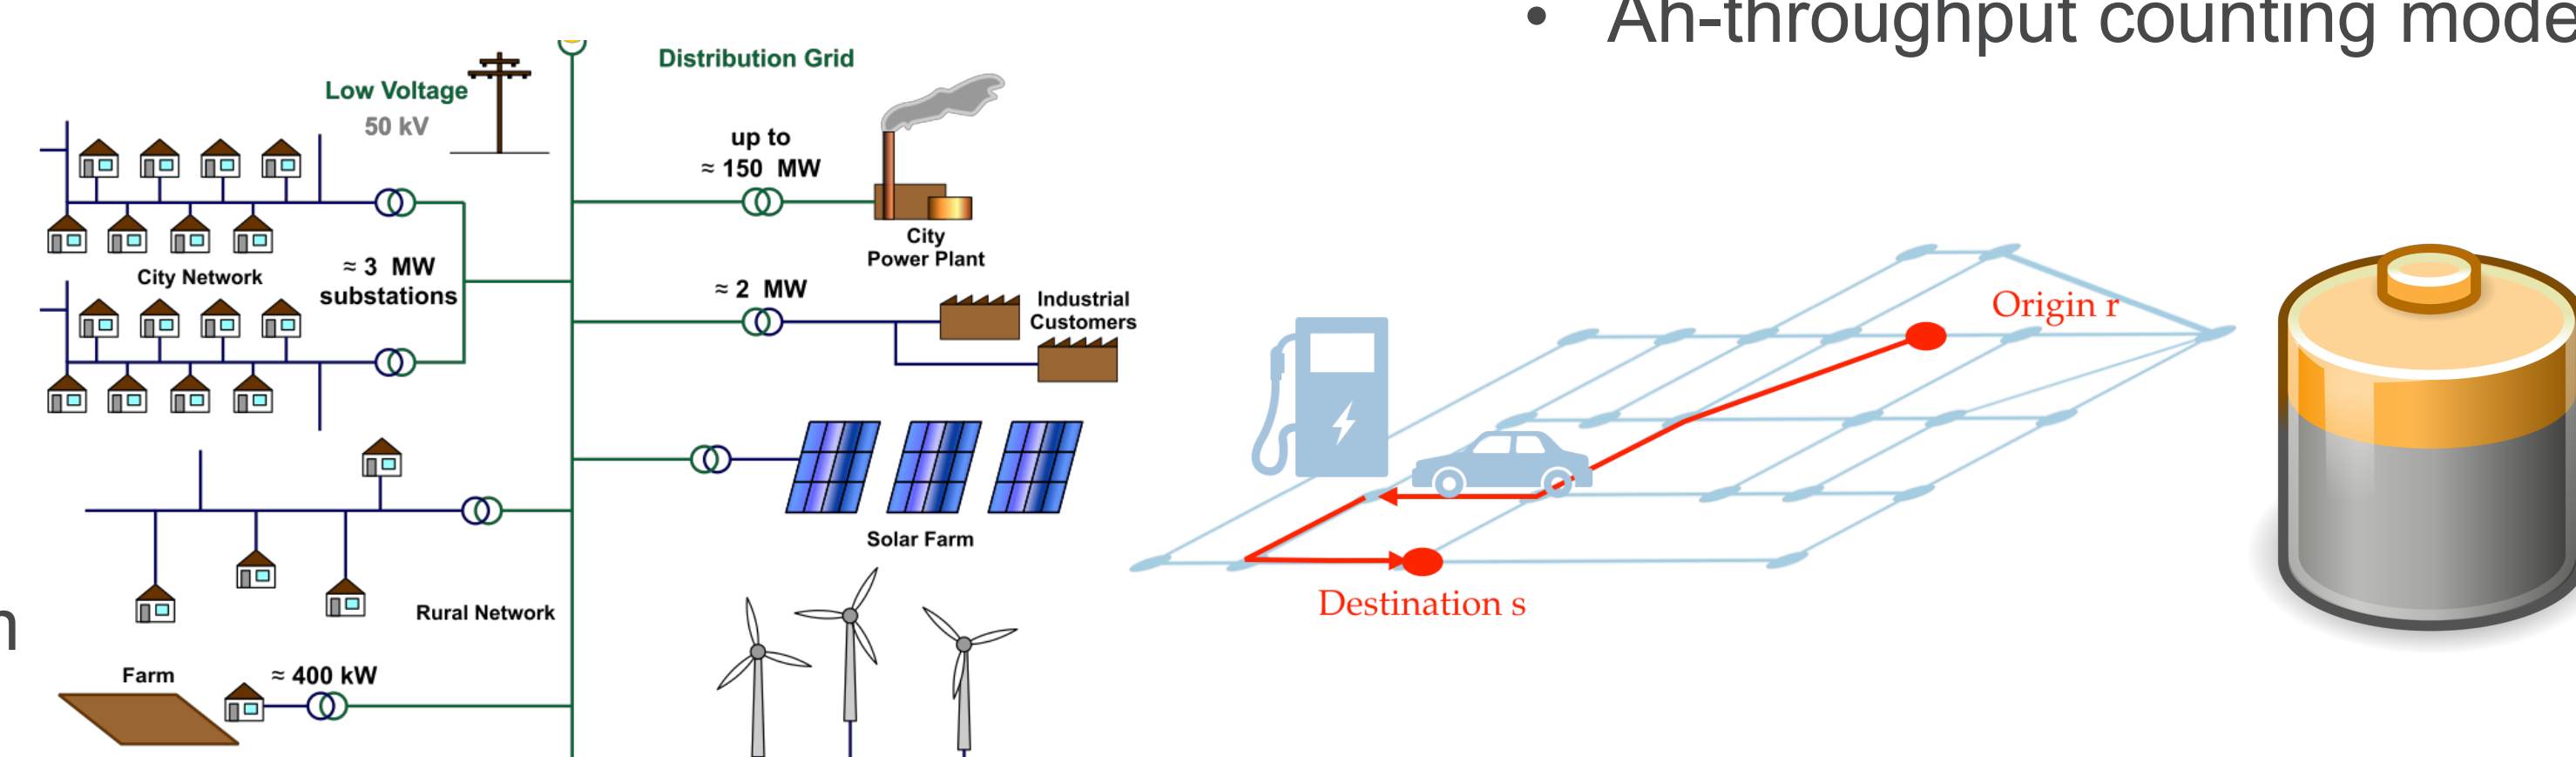 • Ah-throughput counting mode
Distribution Grid
Low Voltage
50 kV
up to
≈ 150 MW
City
Power Plant
City Network
≈ 3 MW
substations
≈ 2 MW
Industrial
Customers
Solar Farm
Rural Network
n
Farm
≈ 400 kW
Origin r
Destination s